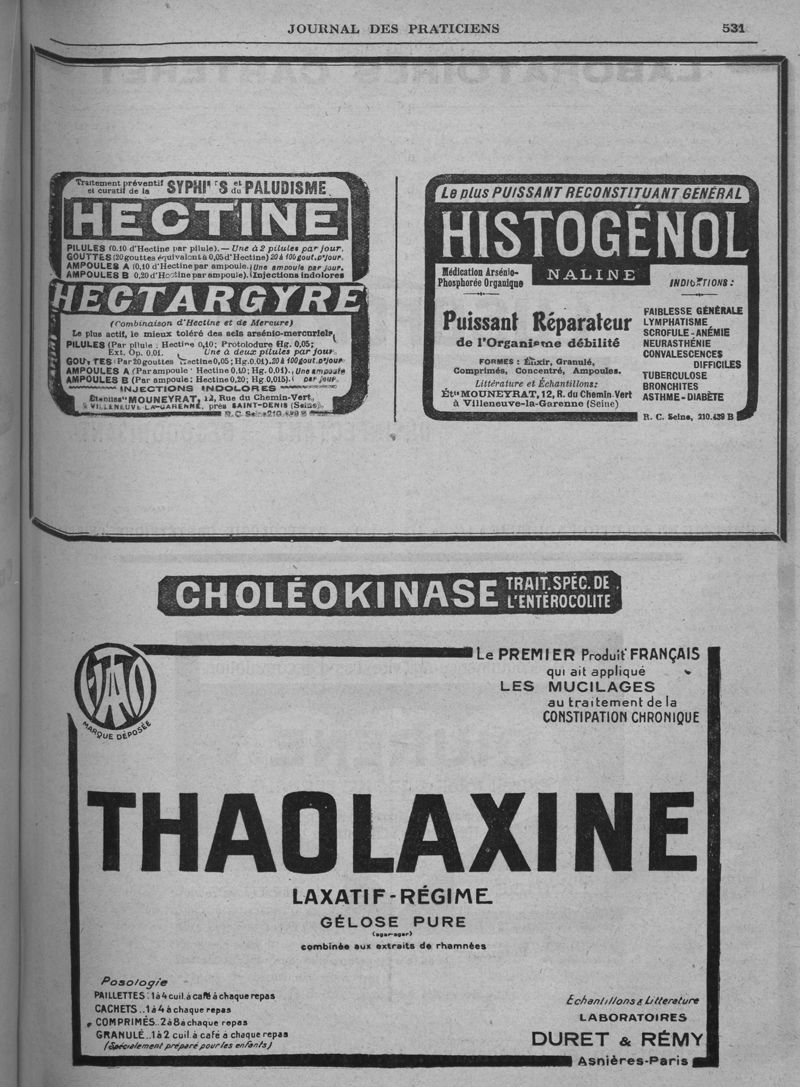 JOURNAL DES PRATICIENS 531
Traitement préventif et curatif de la SYPHI S et du PALUDISME
HECTINE
PILULES (0.10 d'Hectine par pilule). — Une à 2 pilules par jour.
GOUTTES (20 gouttes équivalent à 0,05 d'Hectine) 20 à 100 gout. p' jour.
AMPOULES A (0,10 d'Hectine par ampoule. (Une ampoule par jour.
AMPOULES B 0,20 d'Hectine par ampoule). (Injections indolores
HECTARGYRE
(Combinaison d'Hectine et de Mercure)
Le plus actif, le mieux toléré des sels arsénio-mercuriels
PILULES (Par pilule : Hectine 0,10; Protoiodure Hg. 0,05;
Ext. Op. 0.01. Une à deux pilules par jour
GOU TES Par 20 gouttes Hectine 0,05; Hg. 0.01). 20 à 100 gout. p' jour
AMPOULES A (Par ampoule Hectine 0,10; Hg. 0,01). Une ampoule
AMPOULES B (Par ampoule: Hectine 0,20; Hg. 0,015). par jour.
INJECTIONS INDOLORES
MOUNEYRAT, 12, Rue du Chemin-Vert,
à VILLENEUVE-LA-GARENNE, près SAINT-DENIS (Seine).
R. C. Seine 210.439 B
Le plus PUISSANT RECONSTITUANT GÉNÉRAL
HISTOGÉNOL
Médication Arsénio-
Phosphorée Organique
NALINE
Puissant Réparateur
de l'Organisme débilité
FORMES : Élixir, Granulé,
Comprimés, Concentré, Ampoules.
Littérature et Échantillons:
Éts MOUNEYRAT, 12, R. du Chemin-Vert
à Villeneuve-la-Garenne (Seine)
INDICATIONS :
FAIBLESSE GÉNÉRALE
LYMPHATISME
SCROFULE - ANÉMIE
NEURASTHÉNIE
CONVALESCENCES
DIFFICILES
TUBERCULOSE
BRONCHITES
ASTHME - DIABÈTE
R. C. Seine, 210.439 B
CHOLÉOKINASE TRAIT. SPÉC. DE
L'ENTÉROCOLITE
MARQUE DÉPOSÉE
Le PREMIER Produit FRANÇAIS
qui ait appliqué
LES MUCILAGES
au traitement de la
CONSTIPATION CHRONIQUE
THAOLAXINE
LAXATIF-RÉGIME
GÉLOSE PURE
(agar-agar)
combinée aux extraits de rhamnées
Posologie
PAILLETTES : 1 à 4 cuil. à café à chaque repas
CACHETS .. 1 à 4 à chaque repas
COMPRIMÉS .. 2 à 8 à chaque repas
GRANULÉ .. 1 à 2 cuil. à café à chaque repas
(Spécialement préparé pour les enfants)
Échantillons & Littérature
LABORATOIRES
DURET & RÉMY
Asnières-Paris